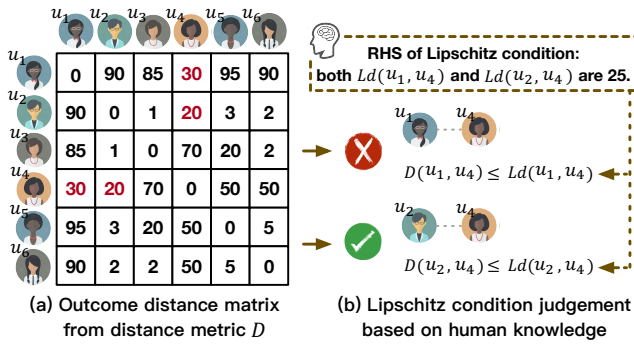 u₁ u₂ u₃ u₄ u₅ u₆
u₁ 0 90 85 30 95 90
u₂ 90 0 1 20 3 2
u₃ 85 1 0 70 20 2
u₄ 30 20 70 0 50 50
u₅ 95 3 20 50 0 5
u₆ 90 2 2 50 5 0
(a) Outcome distance matrix
from distance metric D
RHS of Lipschitz condition:
both Ld(u₁, u₄) and Ld(u₂, u₄) are 25.
u₁ u₄
D(u₁, u₄) ≤ Ld(u₁, u₄)
u₂ u₄
D(u₂, u₄) ≤ Ld(u₂, u₄)
(b) Lipschitz condition judgement
based on human knowledge